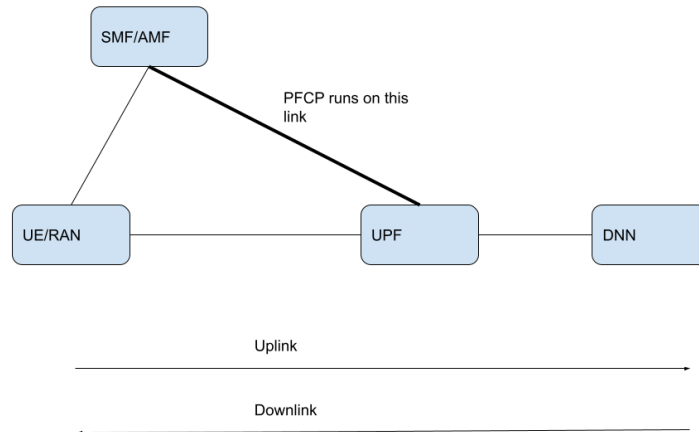 SMF/AMF
PFCP runs on this
link
UE/RAN
UPF
DNN
Uplink
Downlink